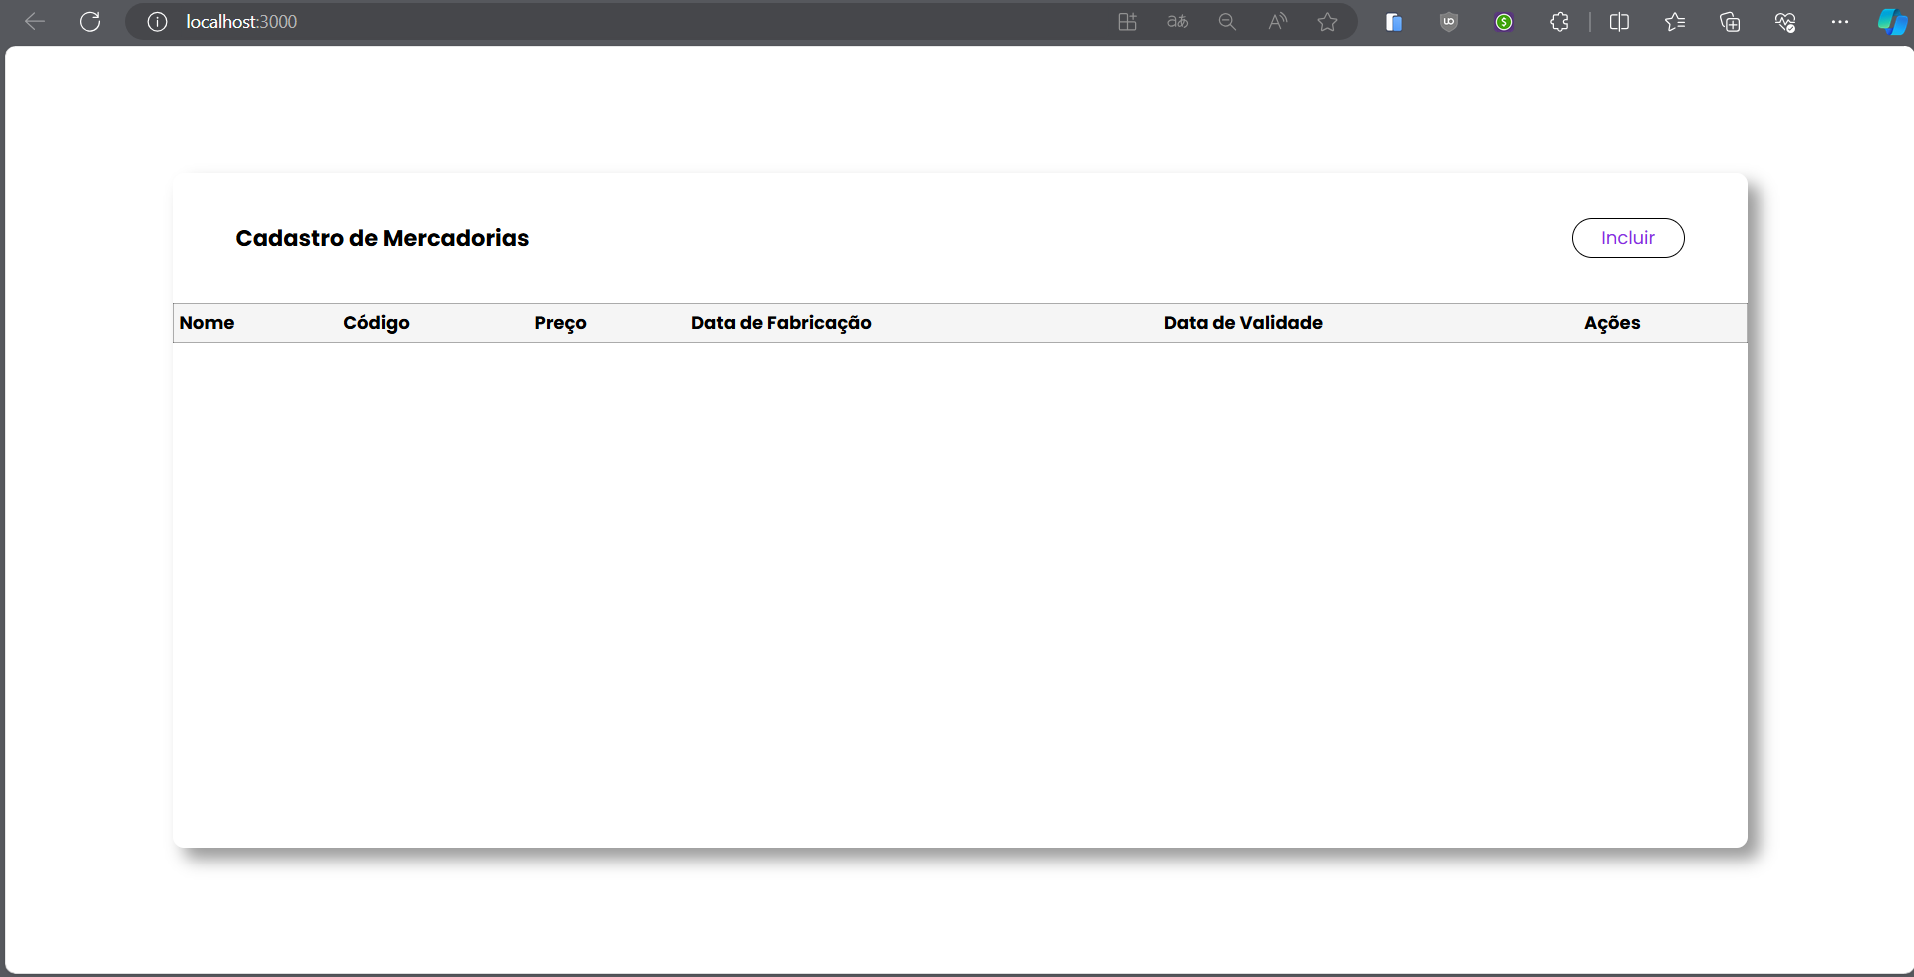 localhost:3000
Cadastro de Mercadorias
Incluir
Nome Código Preço Data de Fabricação Data de Validade Ações